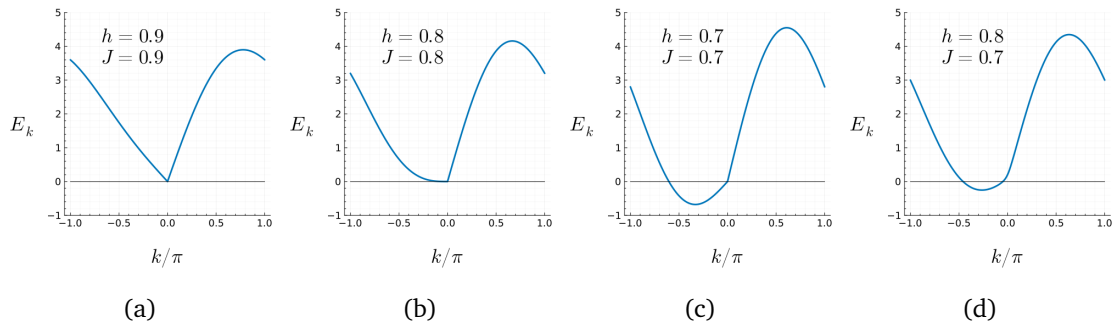 5
4
3
2
1
0
−1
−1.0
−0.5
0.0
0.5
1.0
h = 0.9
J = 0.9
E_k
k/π
(a)
5
4
3
2
1
0
−1
−1.0
−0.5
0.0
0.5
1.0
h = 0.8
J = 0.8
E_k
k/π
(b)
5
4
3
2
1
0
−1
−1.0
−0.5
0.0
0.5
1.0
h = 0.7
J = 0.7
E_k
k/π
(c)
5
4
3
2
1
0
−1
−1.0
−0.5
0.0
0.5
1.0
h = 0.8
J = 0.7
E_k
k/π
(d)